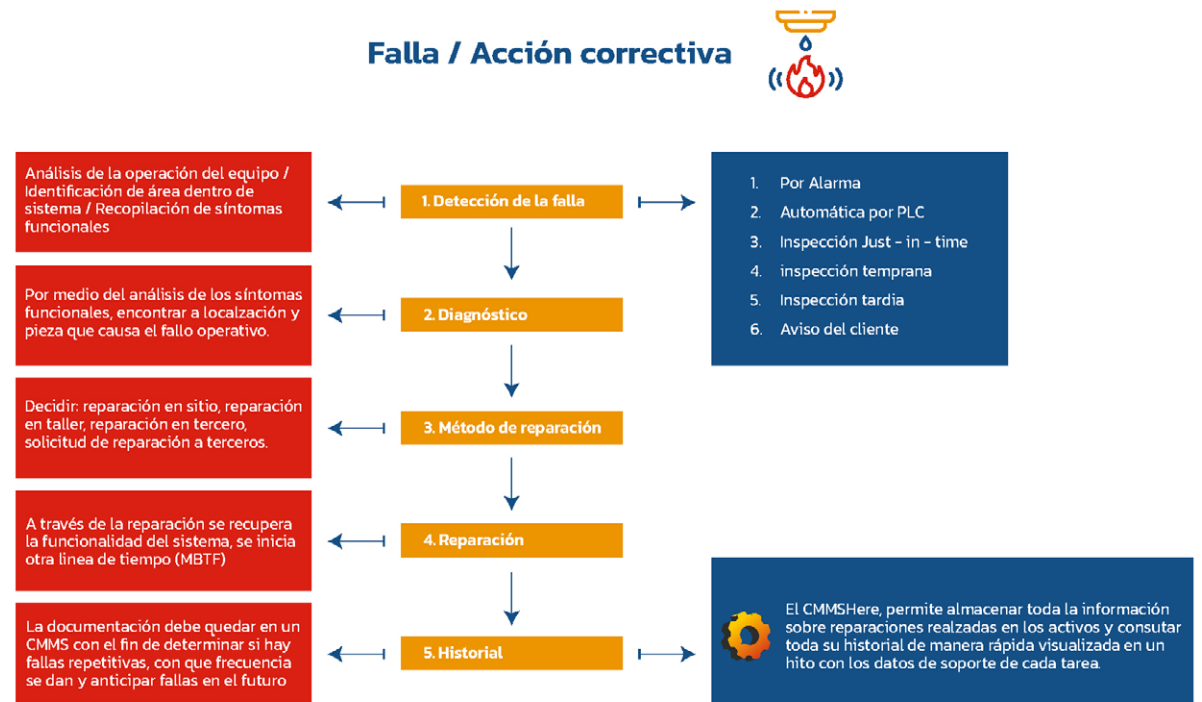 Falla / Acción correctiva
Análisis de la operación del equipo /
Identificación de área dentro de
sistema / Recopilación de síntomas
funcionales
1. Detección de la falla
1. Por Alarma
2. Automática por PLC
3. Inspección Just - in - time
4. inspección temprana
5. Inspección tardia
6. Aviso del cliente
Por medio del análisis de los síntomas
funcionales, encontrar a localzación y
pieza que causa el fallo operativo.
2. Diagnóstico
Decidir: reparación en sitio, reparación
en taller, reparación en tercero,
solicitud de reparación a terceros.
3. Método de reparación
A través de la reparación se recupera
la funcionalidad del sistema, se inicia
otra linea de tiempo (MBTF)
4. Reparación
La documentación debe quedar en un
CMMS con el fin de determinar si hay
fallas repetitivas, con que frecuencia
se dan y anticipar fallas en el futuro
5. Historial
El CMMSHere, permite almacenar toda la información
sobre reparaciones realzadas en los activos y consutar
toda su historial de manera rápida visualizada en un
hito con los datos de soporte de cada tarea.